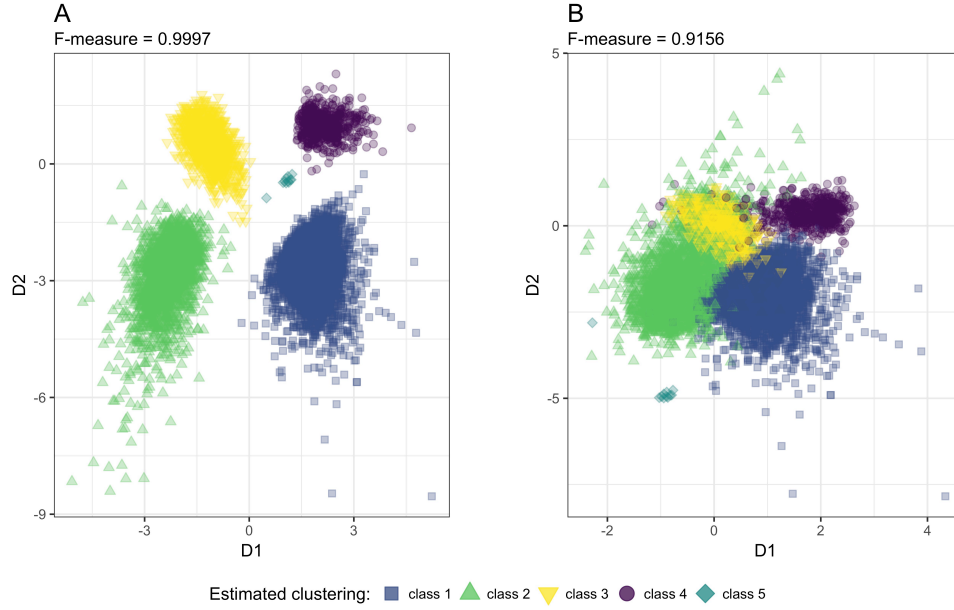 A
F-measure = 0.9997
0
-3
-6
-9
D2
-3
0
3
D1
B
F-measure = 0.9156
5
0
-5
D2
-2
0
2
4
D1
Estimated clustering: class 1 class 2 class 3 class 4 class 5